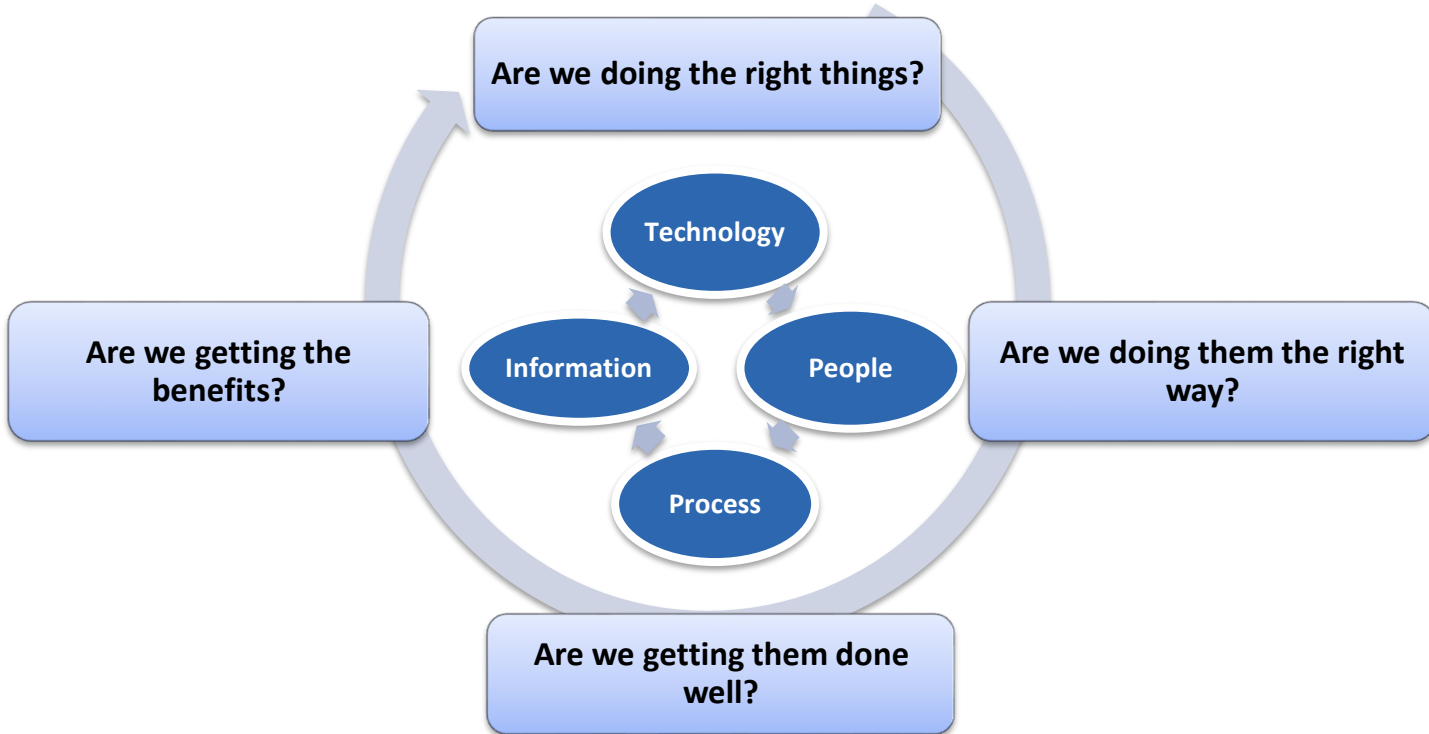 Are we doing the right things?
Technology
Are we getting the
benefits?
Information
People
Are we doing them the right
way?
Process
Are we getting them done
well?